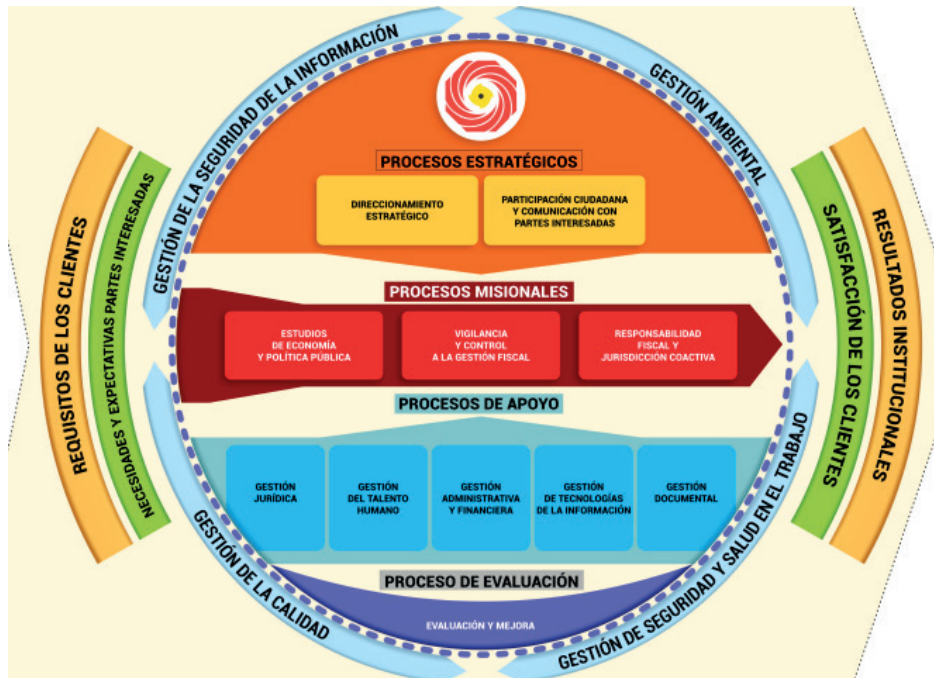 GESTIÓN DE LA SEGURIDAD DE LA INFORMACIÓN
GESTIÓN AMBIENTAL
REQUISITOS DE LOS CLIENTES
NECESIDADES Y EXPECTATIVAS PARTES INTERESADAS
PROCESOS ESTRATÉGICOS
DIRECCIONAMIENTO
ESTRATÉGICO
PARTICIPACIÓN CIUDADANA
Y COMUNICACIÓN CON
PARTES INTERESADAS
PROCESOS MISIONALES
ESTUDIOS
DE ECONOMÍA
Y POLÍTICA PÚBLICA
VIGILANCIA
Y CONTROL
A LA GESTIÓN FISCAL
RESPONSABILIDAD
FISCAL Y
JURISDICCIÓN COACTIVA
PROCESOS DE APOYO
GESTIÓN
JURÍDICA
GESTIÓN
DEL TALENTO
HUMANO
GESTIÓN
ADMINISTRATIVA
Y FINANCIERA
GESTIÓN
DE TECNOLOGÍAS
DE LA INFORMACIÓN
GESTIÓN
DOCUMENTAL
PROCESO DE EVALUACIÓN
EVALUACIÓN Y MEJORA
GESTIÓN DE LA CALIDAD
GESTIÓN DE SEGURIDAD Y SALUD EN EL TRABAJO
SATISFACCIÓN DE LOS CLIENTES
RESULTADOS INSTITUCIONALES